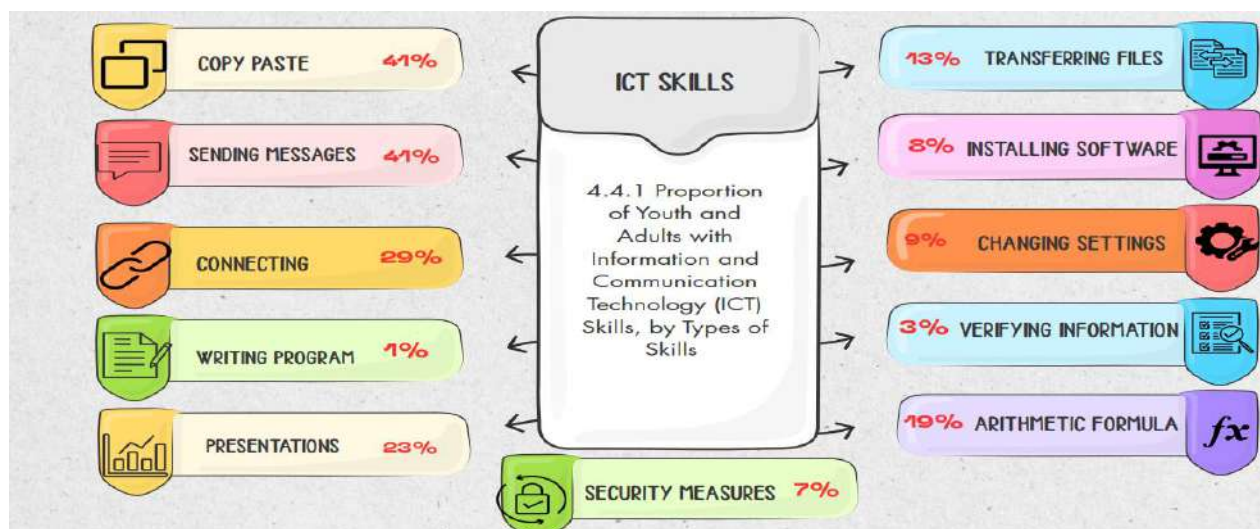 ICT SKILLS
4.4.1 Proportion
of Youth and
Adults with
Information and
Communication
Technology (ICT)
Skills, by Types of
Skills
COPY PASTE 41%
SENDING MESSAGES 41%
CONNECTING 29%
WRITING PROGRAM 1%
PRESENTATIONS 23%
13% TRANSFERRING FILES
8% INSTALLING SOFTWARE
9% CHANGING SETTINGS
3% VERIFYING INFORMATION
19% ARITHMETIC FORMULA
fx
SECURITY MEASURES 7%